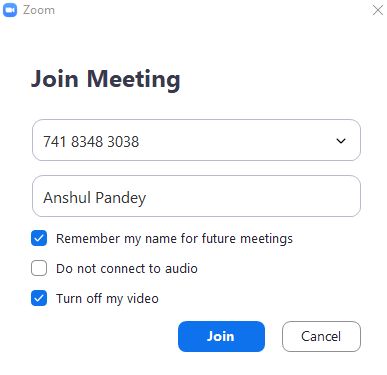 Zoom
Join Meeting
741 8348 3038
Anshul Pandey
Remember my name for future meetings
Do not connect to audio
Turn off my video
Join Cancel